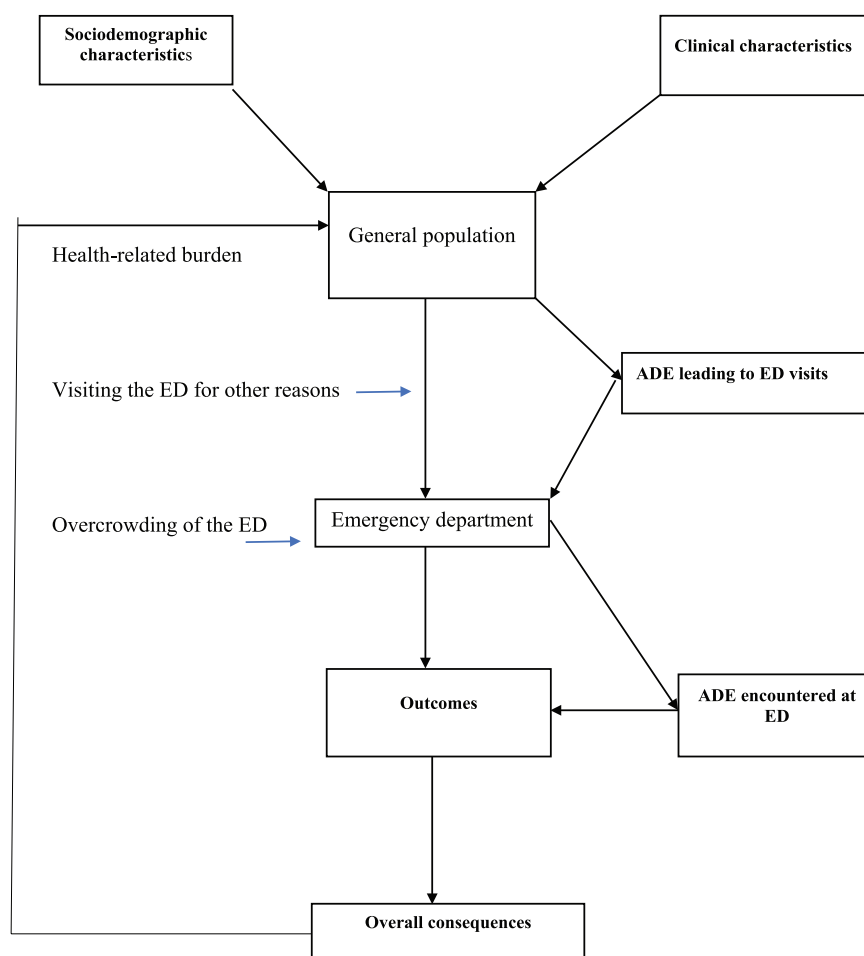 Sociodemographic
characteristics
Clinical characteristics
General population
Health-related burden
ADE leading to ED visits
Visiting the ED for other reasons
Emergency department
Overcrowding of the ED
Outcomes
ADE encountered at
ED
Overall consequences